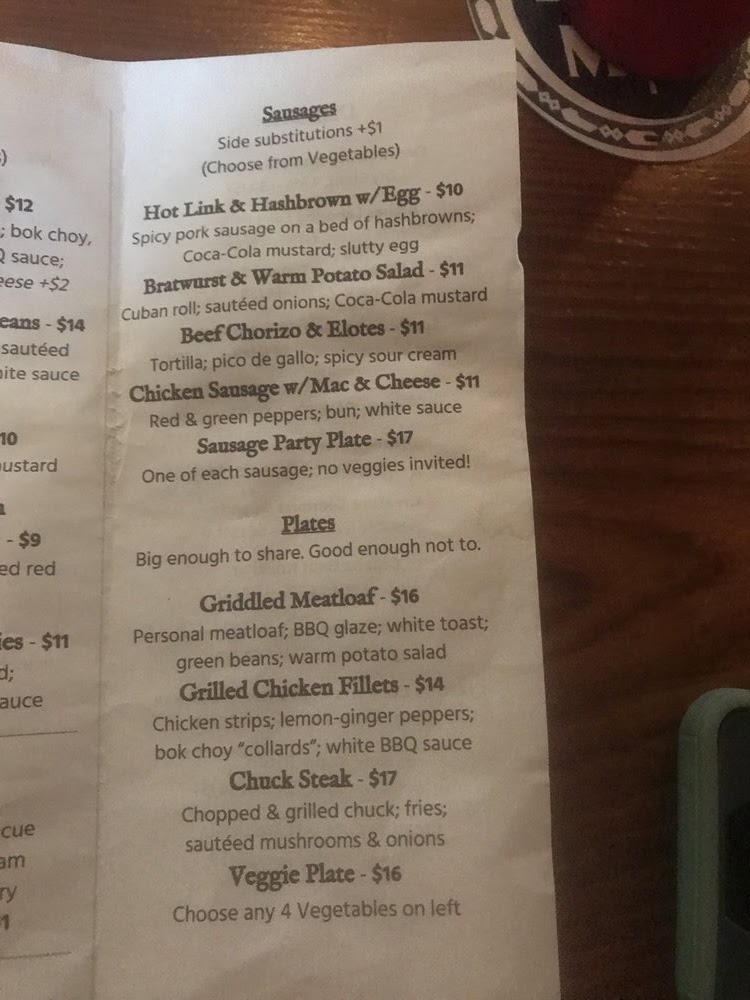 )
$12
; bok choy,
Q sauce;
eese +$2
eans - $14
sautéed
ite sauce
10
ustard
- $9
ed red
ies - $11
d;
auce
cue
am
ry
Sausages
Side substitutions +$1
(Choose from Vegetables)
Hot Link & Hashbrown w/Egg - $10
Spicy pork sausage on a bed of hashbrowns;
Coca-Cola mustard; slutty egg
Bratwurst & Warm Potato Salad - $11
Cuban roll; sautéed onions; Coca-Cola mustard
Beef Chorizo & Elotes - $11
Tortilla; pico de gallo; spicy sour cream
Chicken Sausage w/Mac & Cheese - $11
Red & green peppers; bun; white sauce
Sausage Party Plate - $17
One of each sausage; no veggies invited!
Plates
Big enough to share. Good enough not to.
Griddled Meatloaf - $16
Personal meatloaf; BBQ glaze; white toast;
green beans; warm potato salad
Grilled Chicken Fillets - $14
Chicken strips; lemon-ginger peppers;
bok choy “collards”; white BBQ sauce
Chuck Steak - $17
Chopped & grilled chuck; fries;
sautéed mushrooms & onions
Veggie Plate - $16
Choose any 4 Vegetables on left